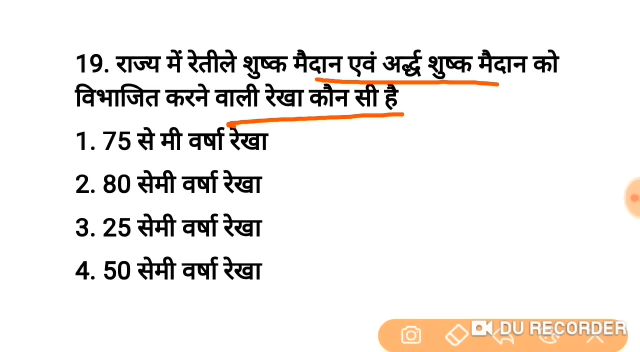 19. राज्य में रेतीले शुष्क मैदान एवं अर्द्ध शुष्क मैदान को
विभाजित करने वाली रेखा कौन सी है
1. 75 से मी वर्षा रेखा
2. 80 सेमी वर्षा रेखा
3. 25 सेमी वर्षा रेखा
4. 50 सेमी वर्षा रेखा
DU RECORDER